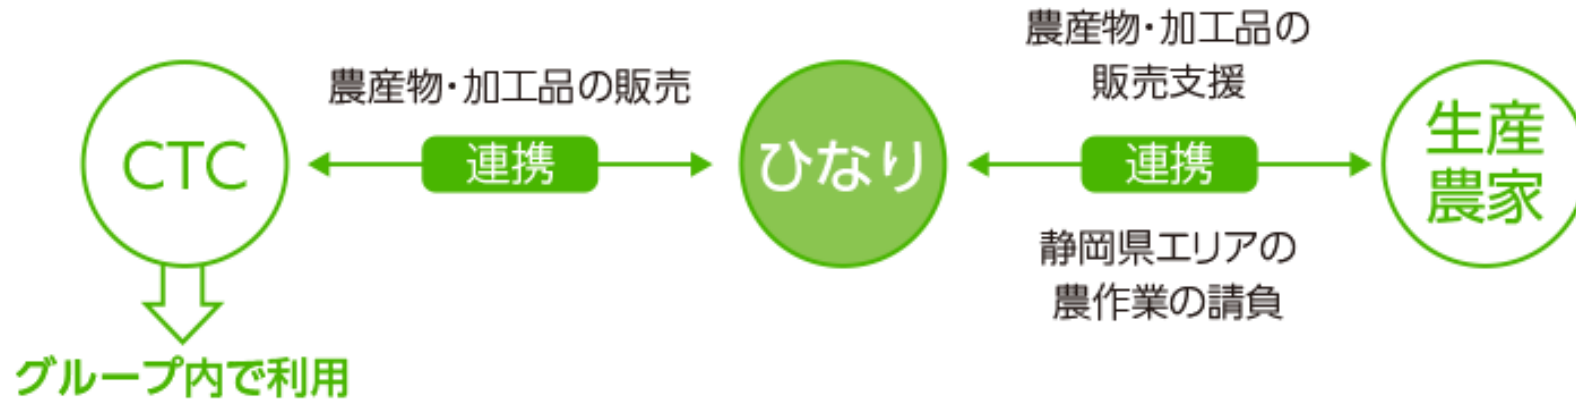 農産物・加工品の
販売支援
農産物・加工品の販売
CTC
連携
ひなり
連携
生産
農家
静岡県エリアの
農作業の請負
グループ内で利用